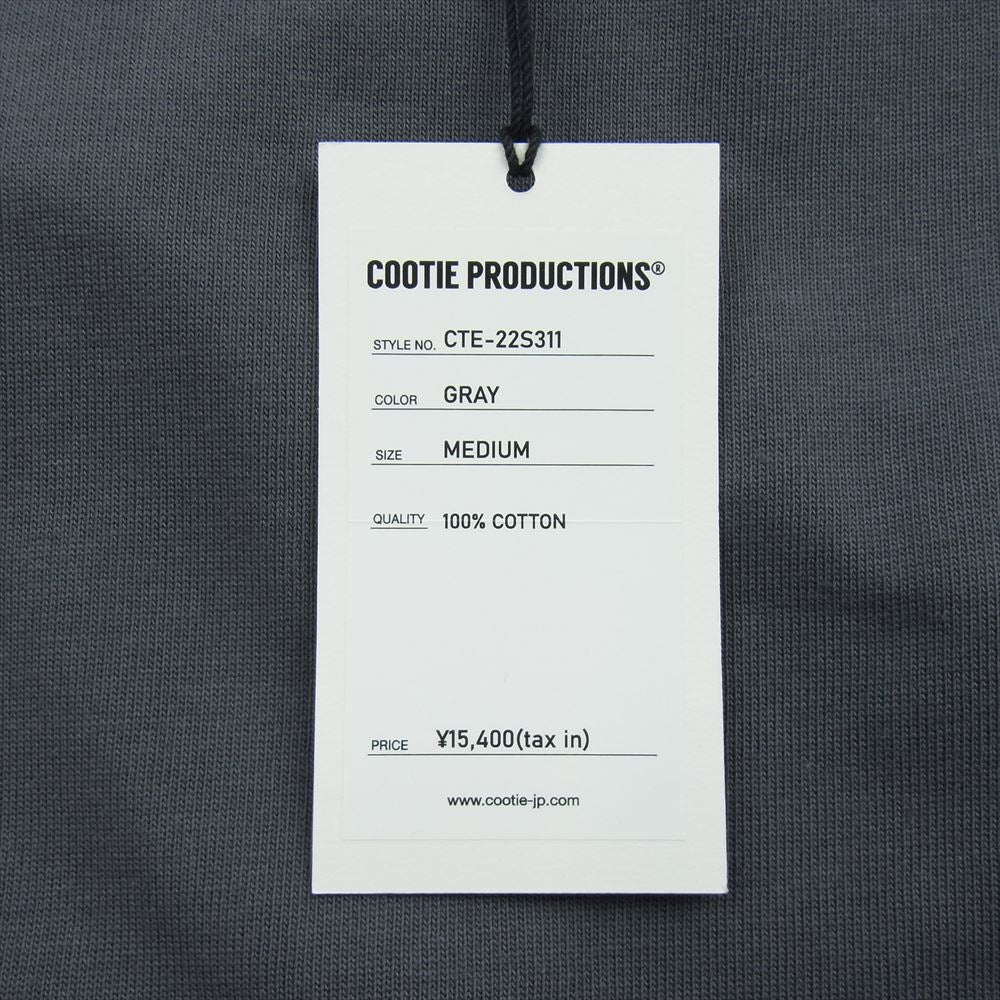 COOTIE PRODUCTIONS®
STYLE NO. CTE-22S311
COLOR GRAY
SIZE MEDIUM
QUALITY 100% COTTON
PRICE ¥15,400(tax in)
www.cootie-jp.com